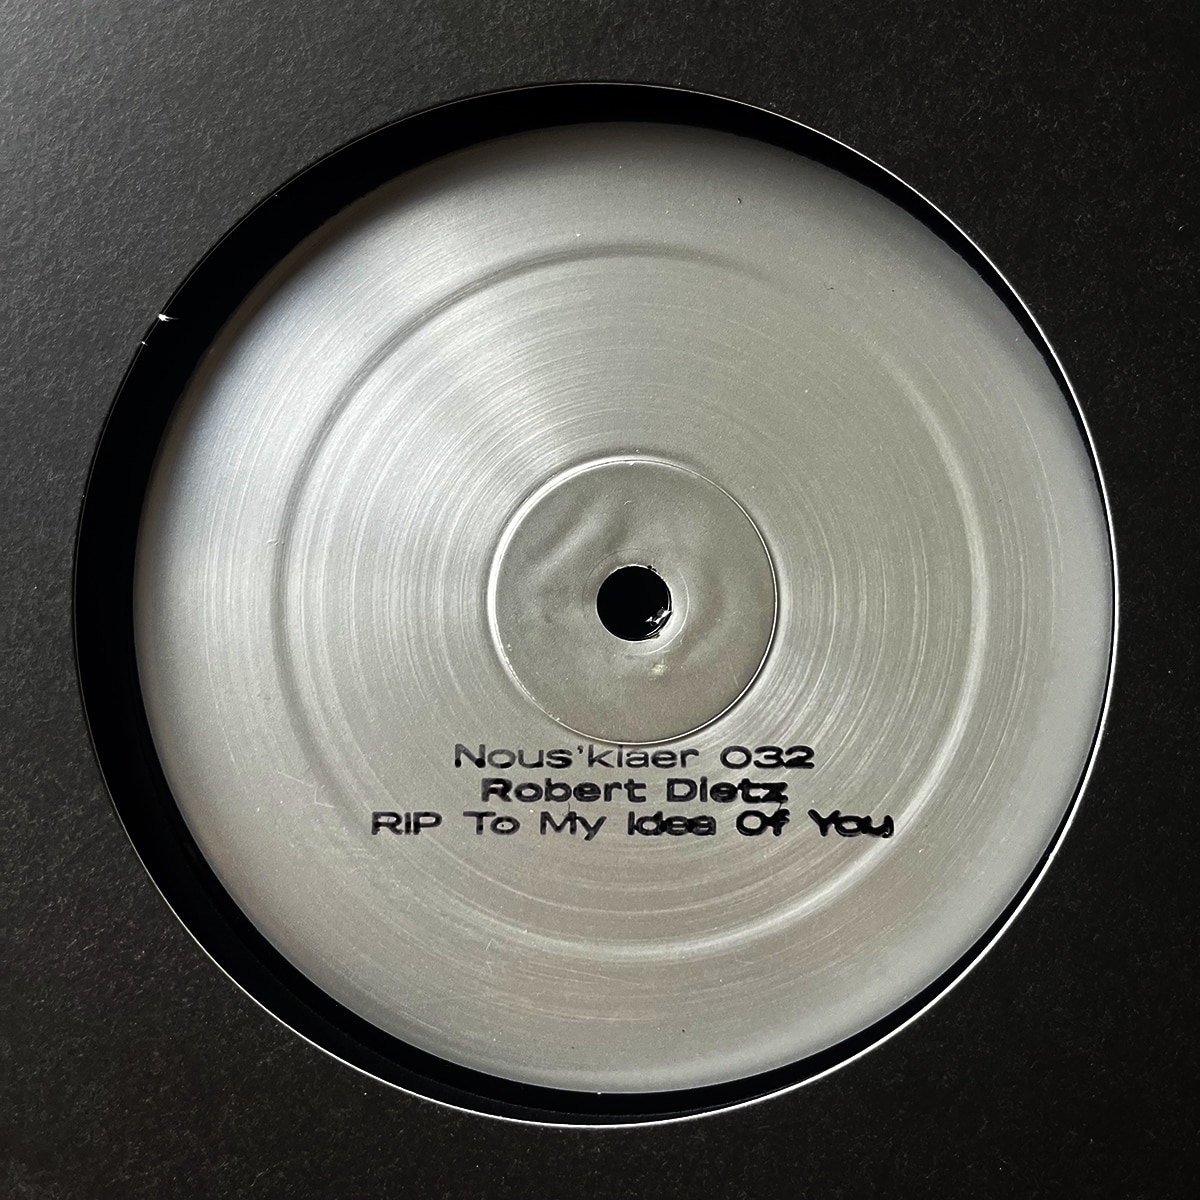 Nous'klaer 032
Robert Dietz
RIP To My Idea Of You